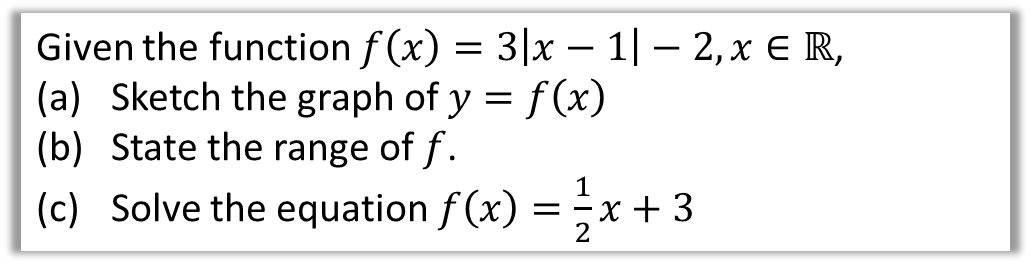 Given the function f(x) = 3|x − 1| − 2, x ∈ ℝ,
(a) Sketch the graph of y = f(x)
(b) State the range of f.
(c) Solve the equation f(x) = 1/2 x + 3